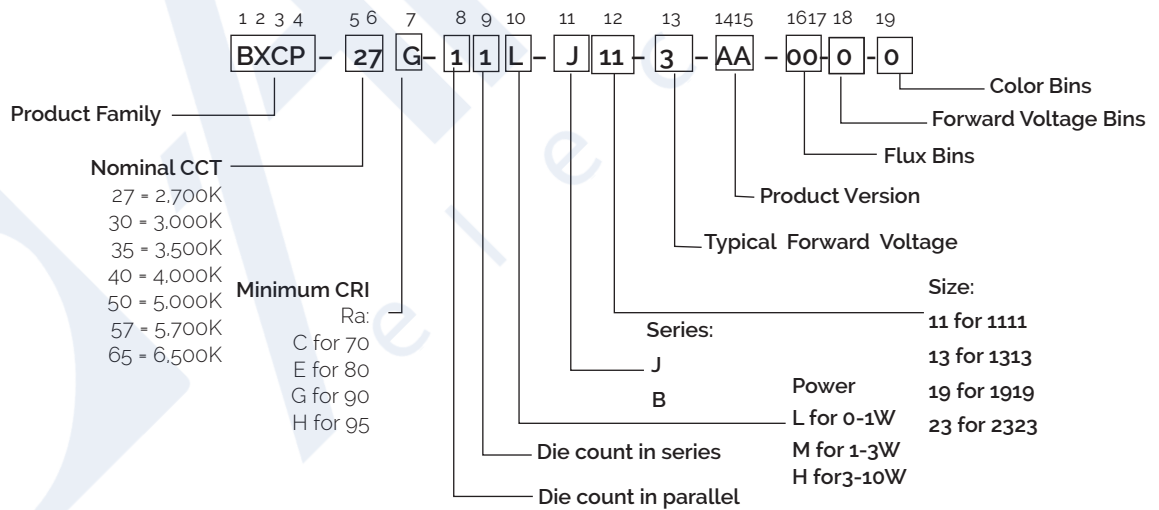 1 2 3 4 5 6 7 8 9 10 11 12 13 1415 1617 18 19
BXCP – 27 G – 1 1 L – J 11 – 3 – AA – 00 - 0 - 0
Color Bins
Product Family
Forward Voltage Bins
Flux Bins
Nominal CCT
27 = 2,700K
30 = 3,000K
35 = 3,500K
40 = 4,000K
50 = 5,000K
57 = 5,700K
65 = 6,500K
Product Version
Typical Forward Voltage
Minimum CRI
Ra:
C for 70
E for 80
G for 90
H for 95
Size:
11 for 1111
13 for 1313
19 for 1919
23 for 2323
Series:
J
B
Power
L for 0-1W
M for 1-3W
H for3-10W
Die count in series
Die count in parallel